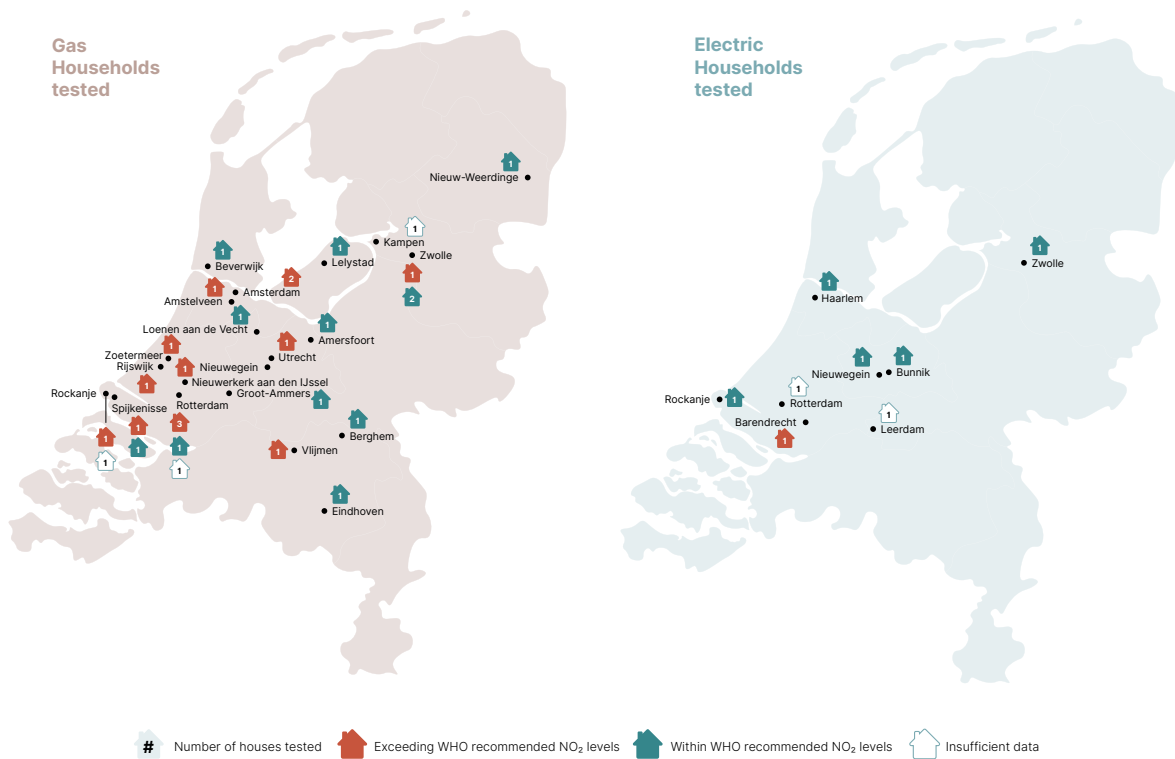 Gas
Households
tested
1
Nieuw-Weerdinge
1
Kampen
Zwolle
1
2
1
Beverwijk
1
Lelystad
2
1
Amsterdam
Amstelveen
1
Loenen aan de Vecht
1
Amersfoort
1
Utrecht
1
Zoetermeer
Rijswijk
1
Nieuwegein
1
Nieuwerkerk aan den IJssel
Groot-Ammers
1
Rockanje
Spijkenisse
Rotterdam
1
1
1
1
3
1
1
1
Berghem
1
Vlijmen
1
Eindhoven
Electric
Households
tested
1
Zwolle
1
Haarlem
1
Nieuwegein
1
Bunnik
Rockanje
1
1
Rotterdam
Barendrecht
1
1
Leerdam
# Number of houses tested
Exceeding WHO recommended NO₂ levels
Within WHO recommended NO₂ levels
Insufficient data